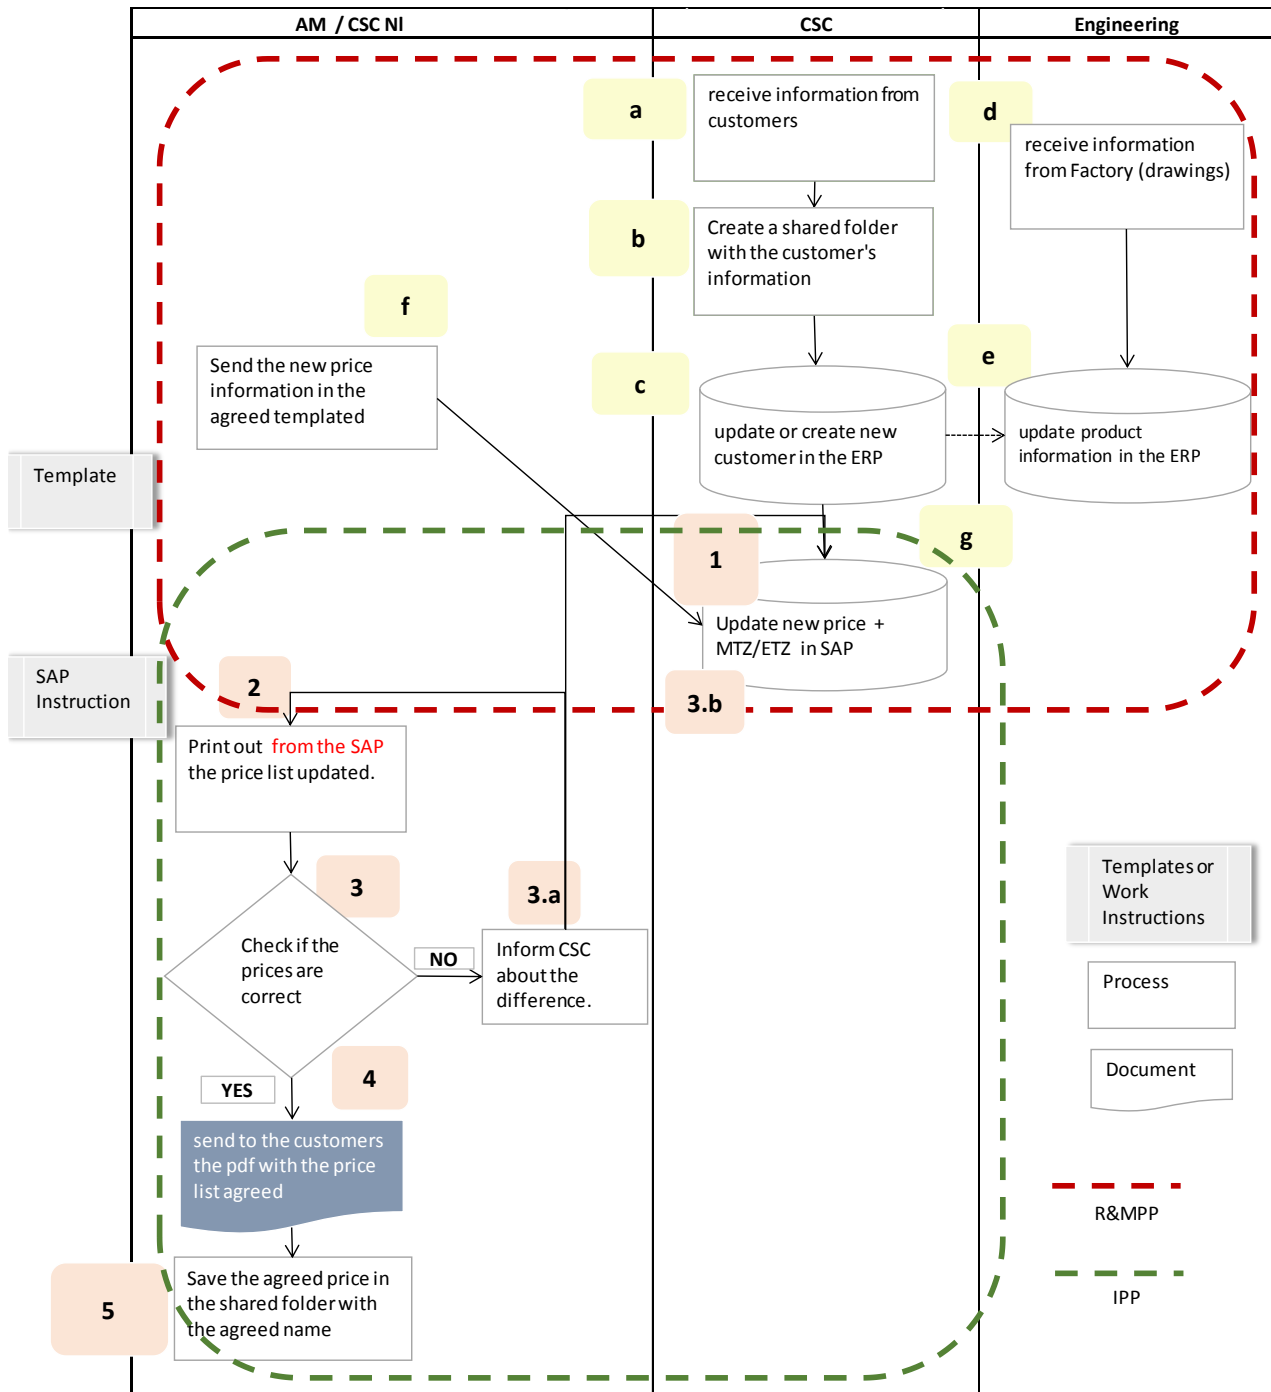 AM / CSC Nl
CSC
Engineering
a
receive information from
customers
d
receive information
from Factory (drawings)
b
Create a shared folder
with the customer's
information
f
Send the new price
information in the
agreed templated
c
update or create new
customer in the ERP
e
update product
information in the ERP
Template
g
1
Update new price +
MTZ/ETZ in SAP
SAP
Instruction
2
3.b
Print out from the SAP
the price list updated.
3
3.a
Check if the
prices are
correct
NO
Inform CSC
about the
difference.
Templates or
Work
Instructions
Process
Document
YES
4
send to the customers
the pdf with the price
list agreed
R&MPP
IPP
5
Save the agreed price in
the shared folder with
the agreed name